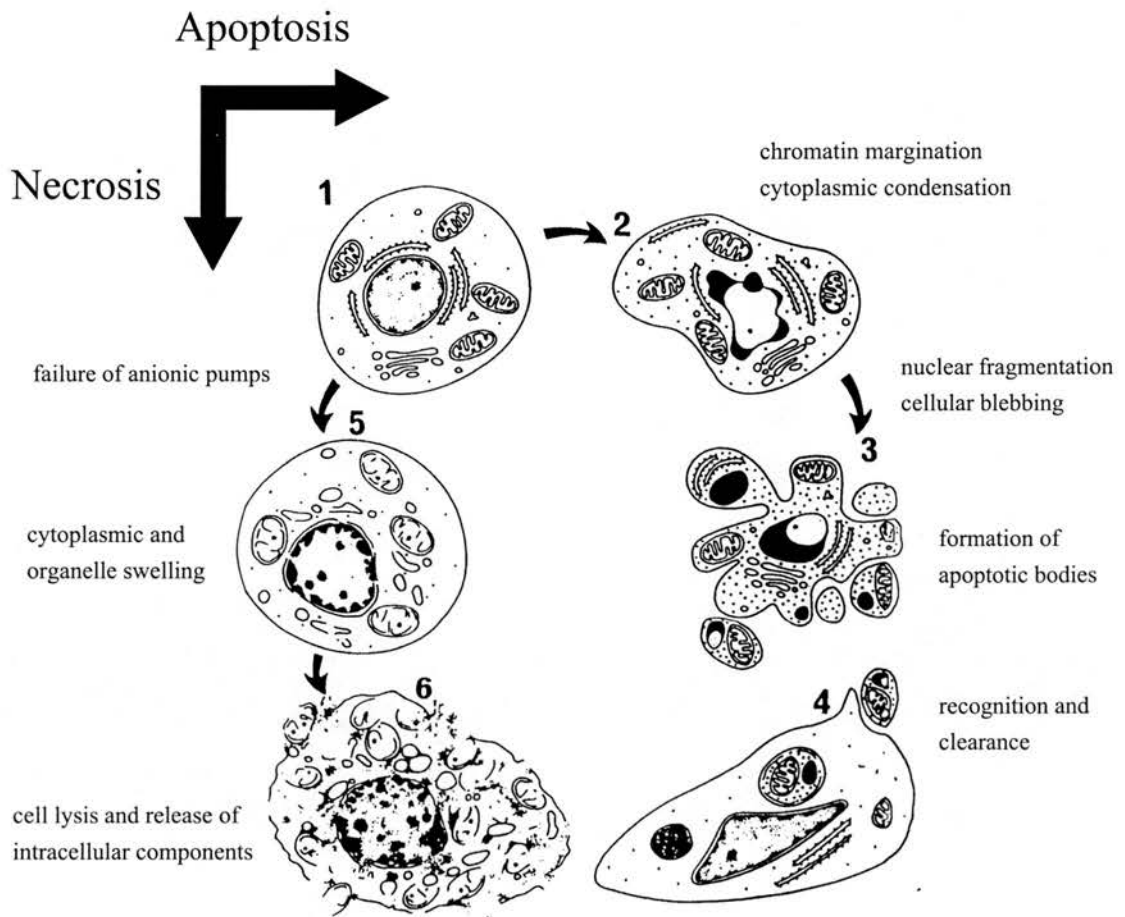 Apoptosis
Necrosis
chromatin margination
cytoplasmic condensation
1
2
failure of anionic pumps
nuclear fragmentation
cellular blebbing
5
3
cytoplasmic and
organelle swelling
formation of
apoptotic bodies
6
4
recognition and
clearance
cell lysis and release of
intracellular components